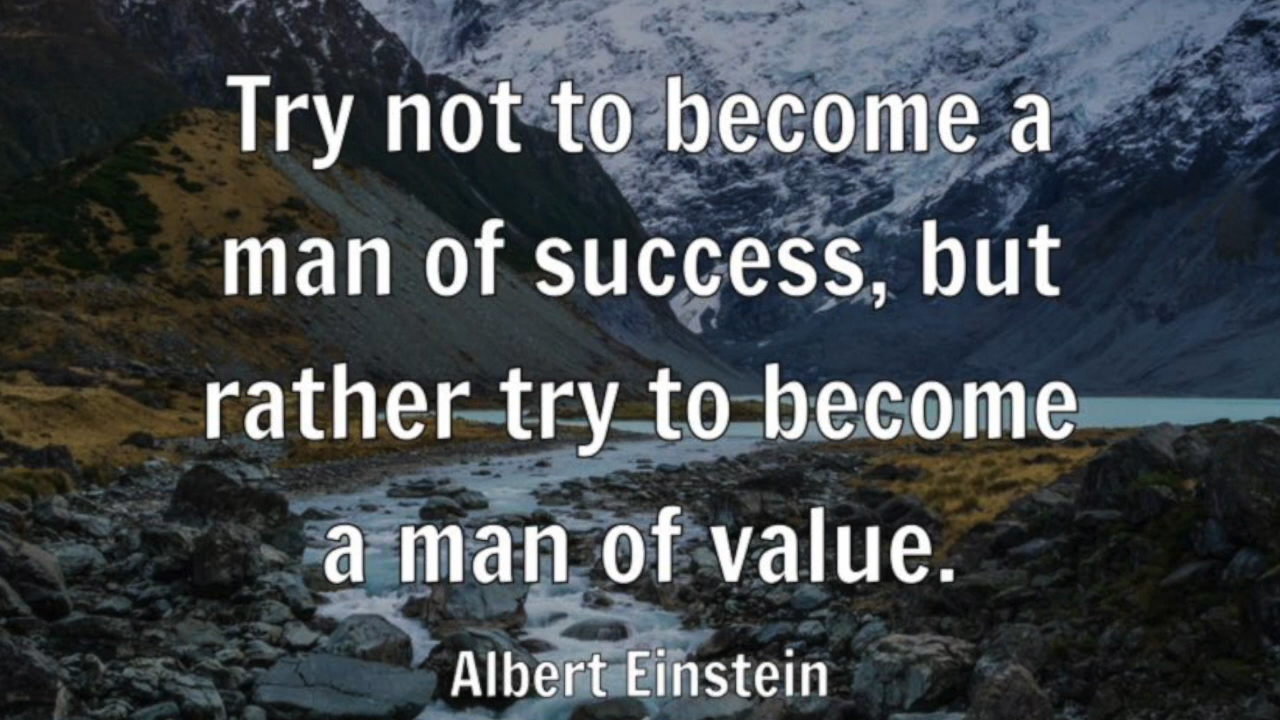 Try not to become a
man of success, but
rather try to become
a man of value.
Albert Einstein